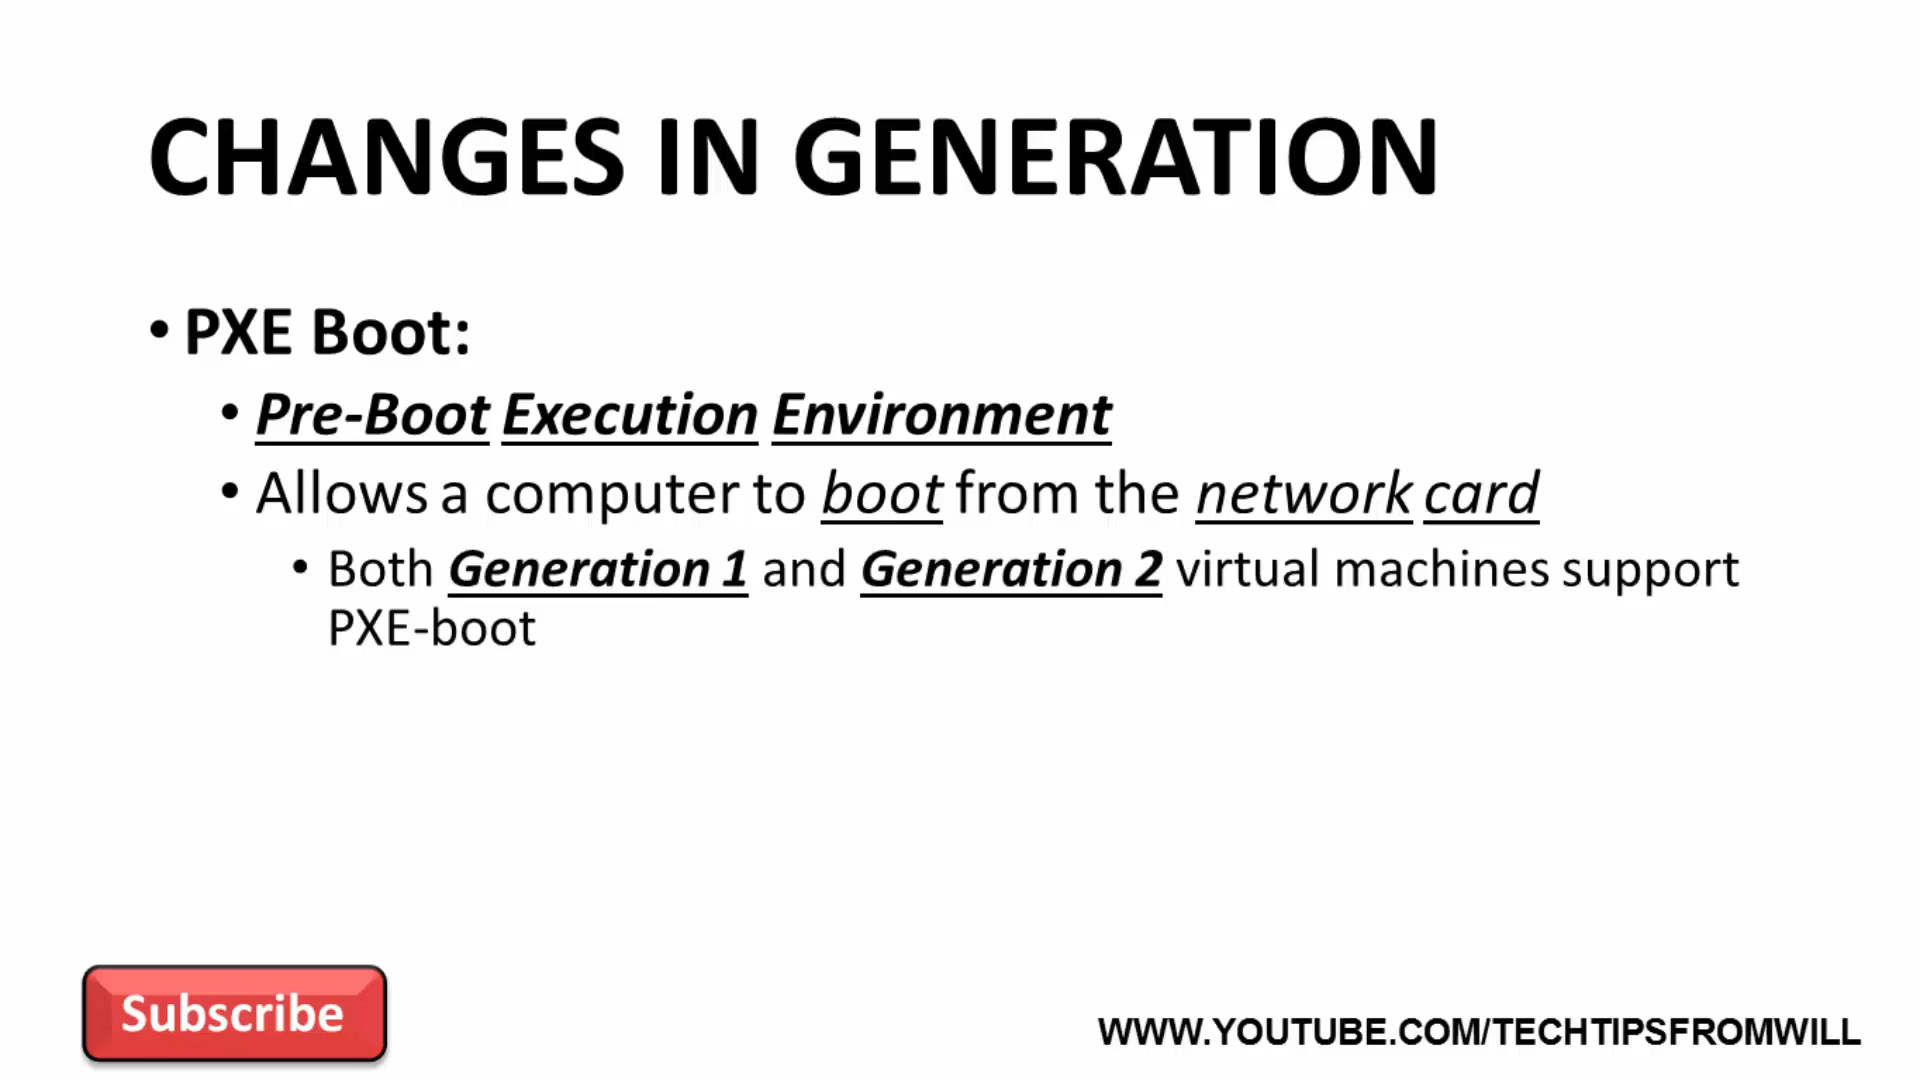 CHANGES IN GENERATION
• PXE Boot:
• Pre-Boot Execution Environment
• Allows a computer to boot from the network card
• Both Generation 1 and Generation 2 virtual machines support
PXE-boot
Subscribe
WWW.YOUTUBE.COM/TECHTIPSFROMWILL